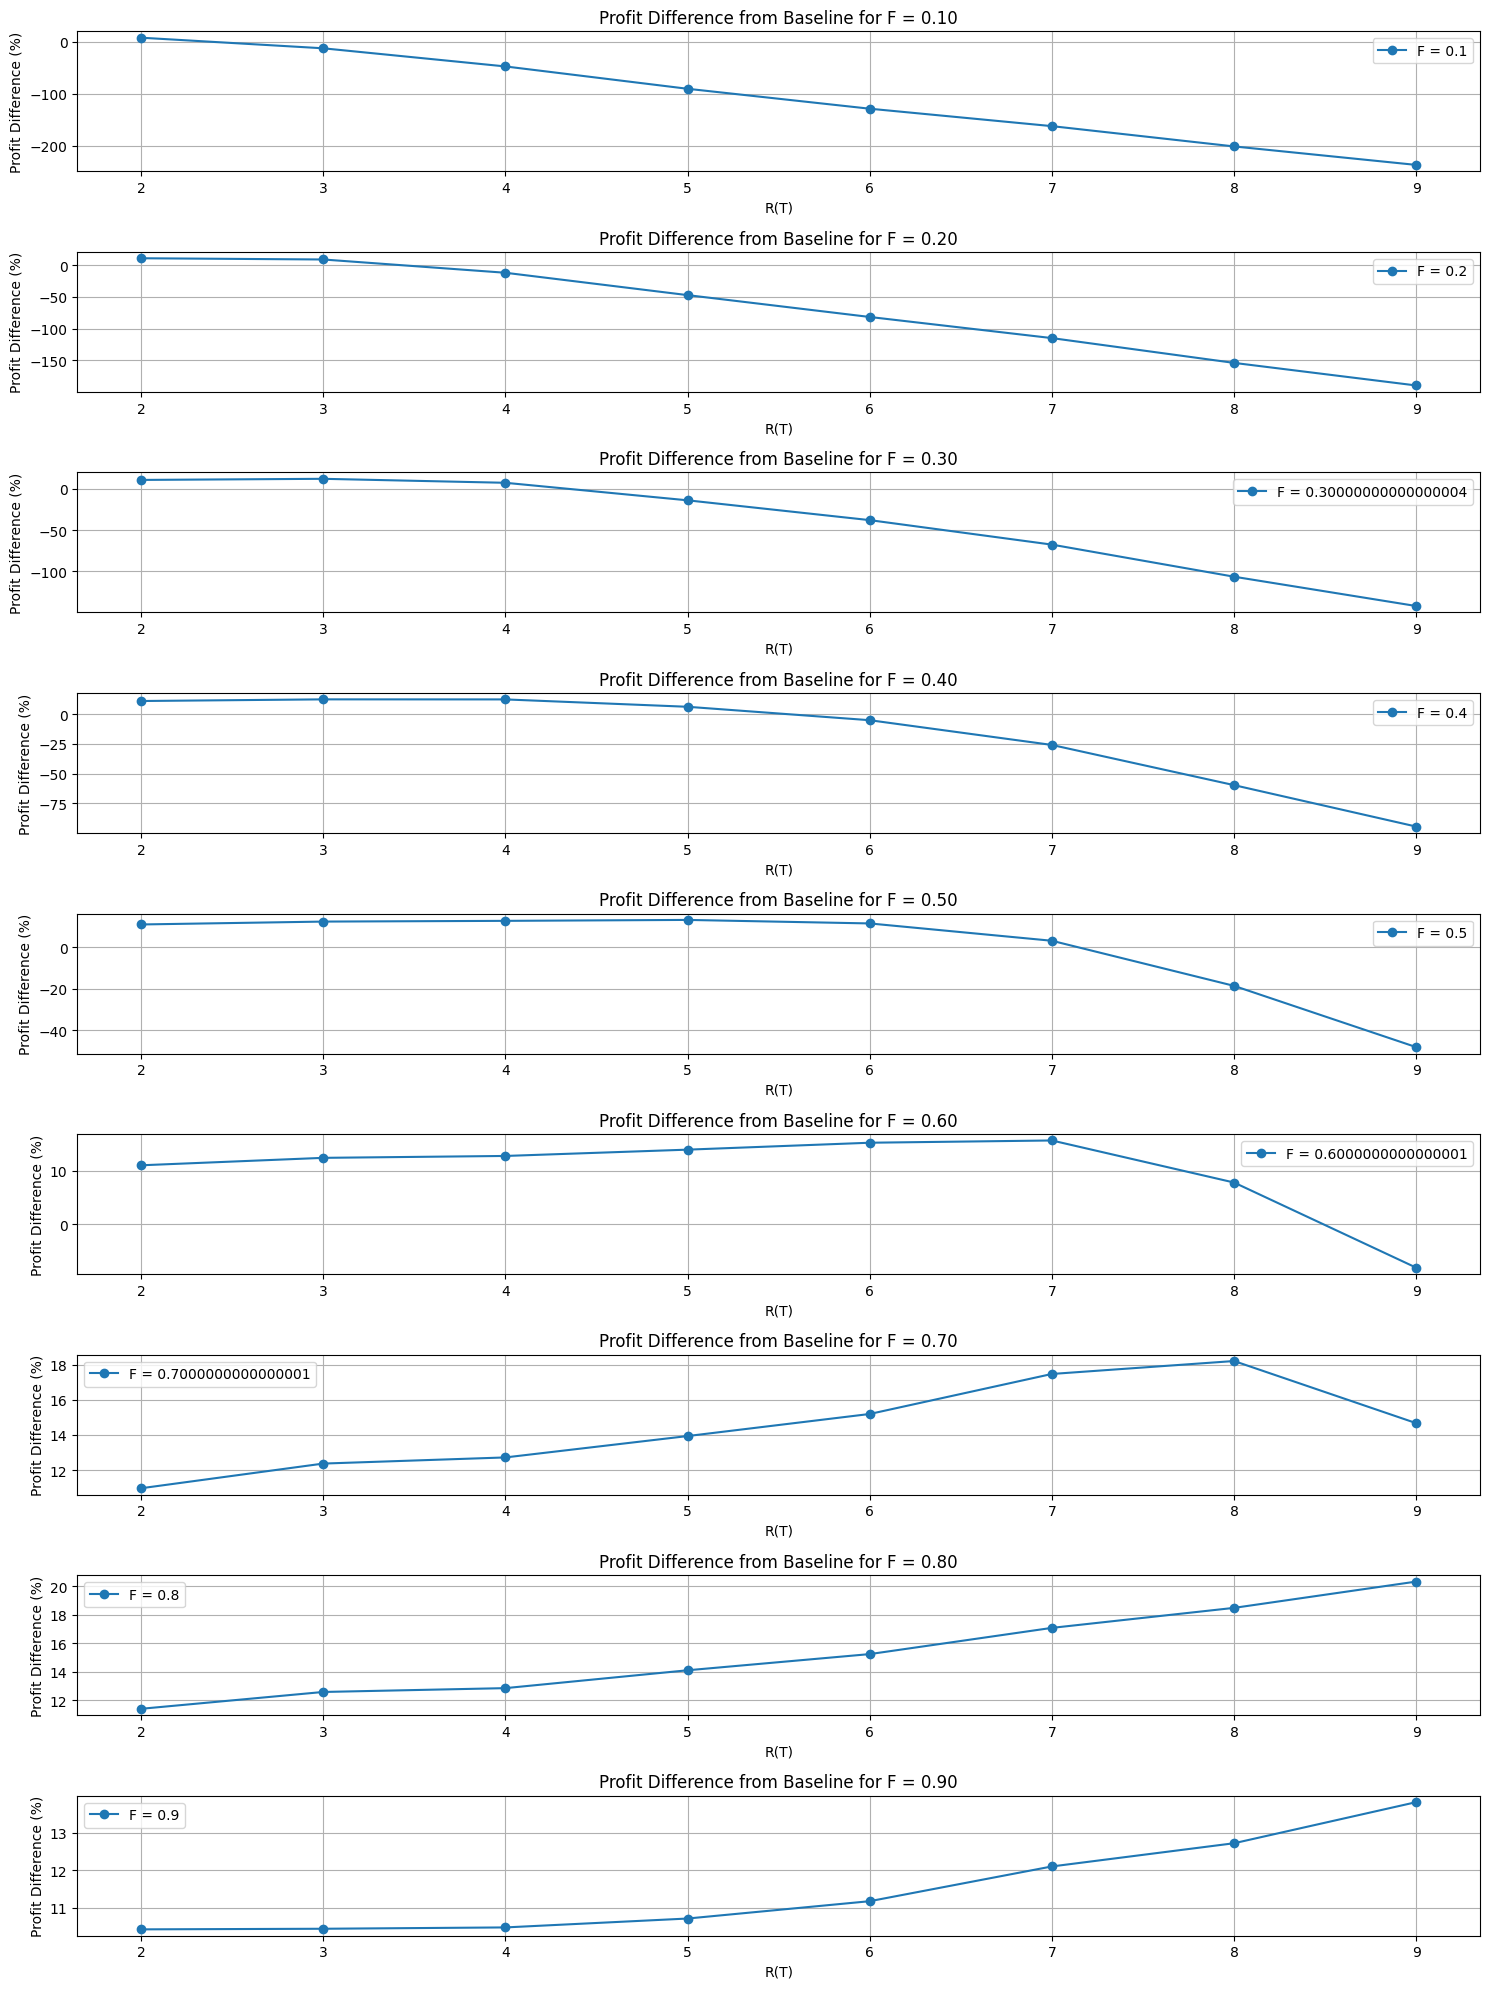 Profit Difference from Baseline for F = 0.10
Profit Difference (%)
0
−100
−200
F = 0.1
2 3 4 5 6 7 8 9
R(T)
Profit Difference from Baseline for F = 0.20
Profit Difference (%)
0
−50
−100
−150
F = 0.2
2 3 4 5 6 7 8 9
R(T)
Profit Difference from Baseline for F = 0.30
Profit Difference (%)
0
−50
−100
F = 0.30000000000000004
2 3 4 5 6 7 8 9
R(T)
Profit Difference from Baseline for F = 0.40
Profit Difference (%)
0
−25
−50
−75
F = 0.4
2 3 4 5 6 7 8 9
R(T)
Profit Difference from Baseline for F = 0.50
Profit Difference (%)
0
−20
−40
F = 0.5
2 3 4 5 6 7 8 9
R(T)
Profit Difference from Baseline for F = 0.60
Profit Difference (%)
10
0
F = 0.6000000000000001
2 3 4 5 6 7 8 9
R(T)
Profit Difference from Baseline for F = 0.70
Profit Difference (%)
18
16
14
12
F = 0.7000000000000001
2 3 4 5 6 7 8 9
R(T)
Profit Difference from Baseline for F = 0.80
Profit Difference (%)
20
18
16
14
12
F = 0.8
2 3 4 5 6 7 8 9
R(T)
Profit Difference from Baseline for F = 0.90
Profit Difference (%)
13
12
11
F = 0.9
2 3 4 5 6 7 8 9
R(T)